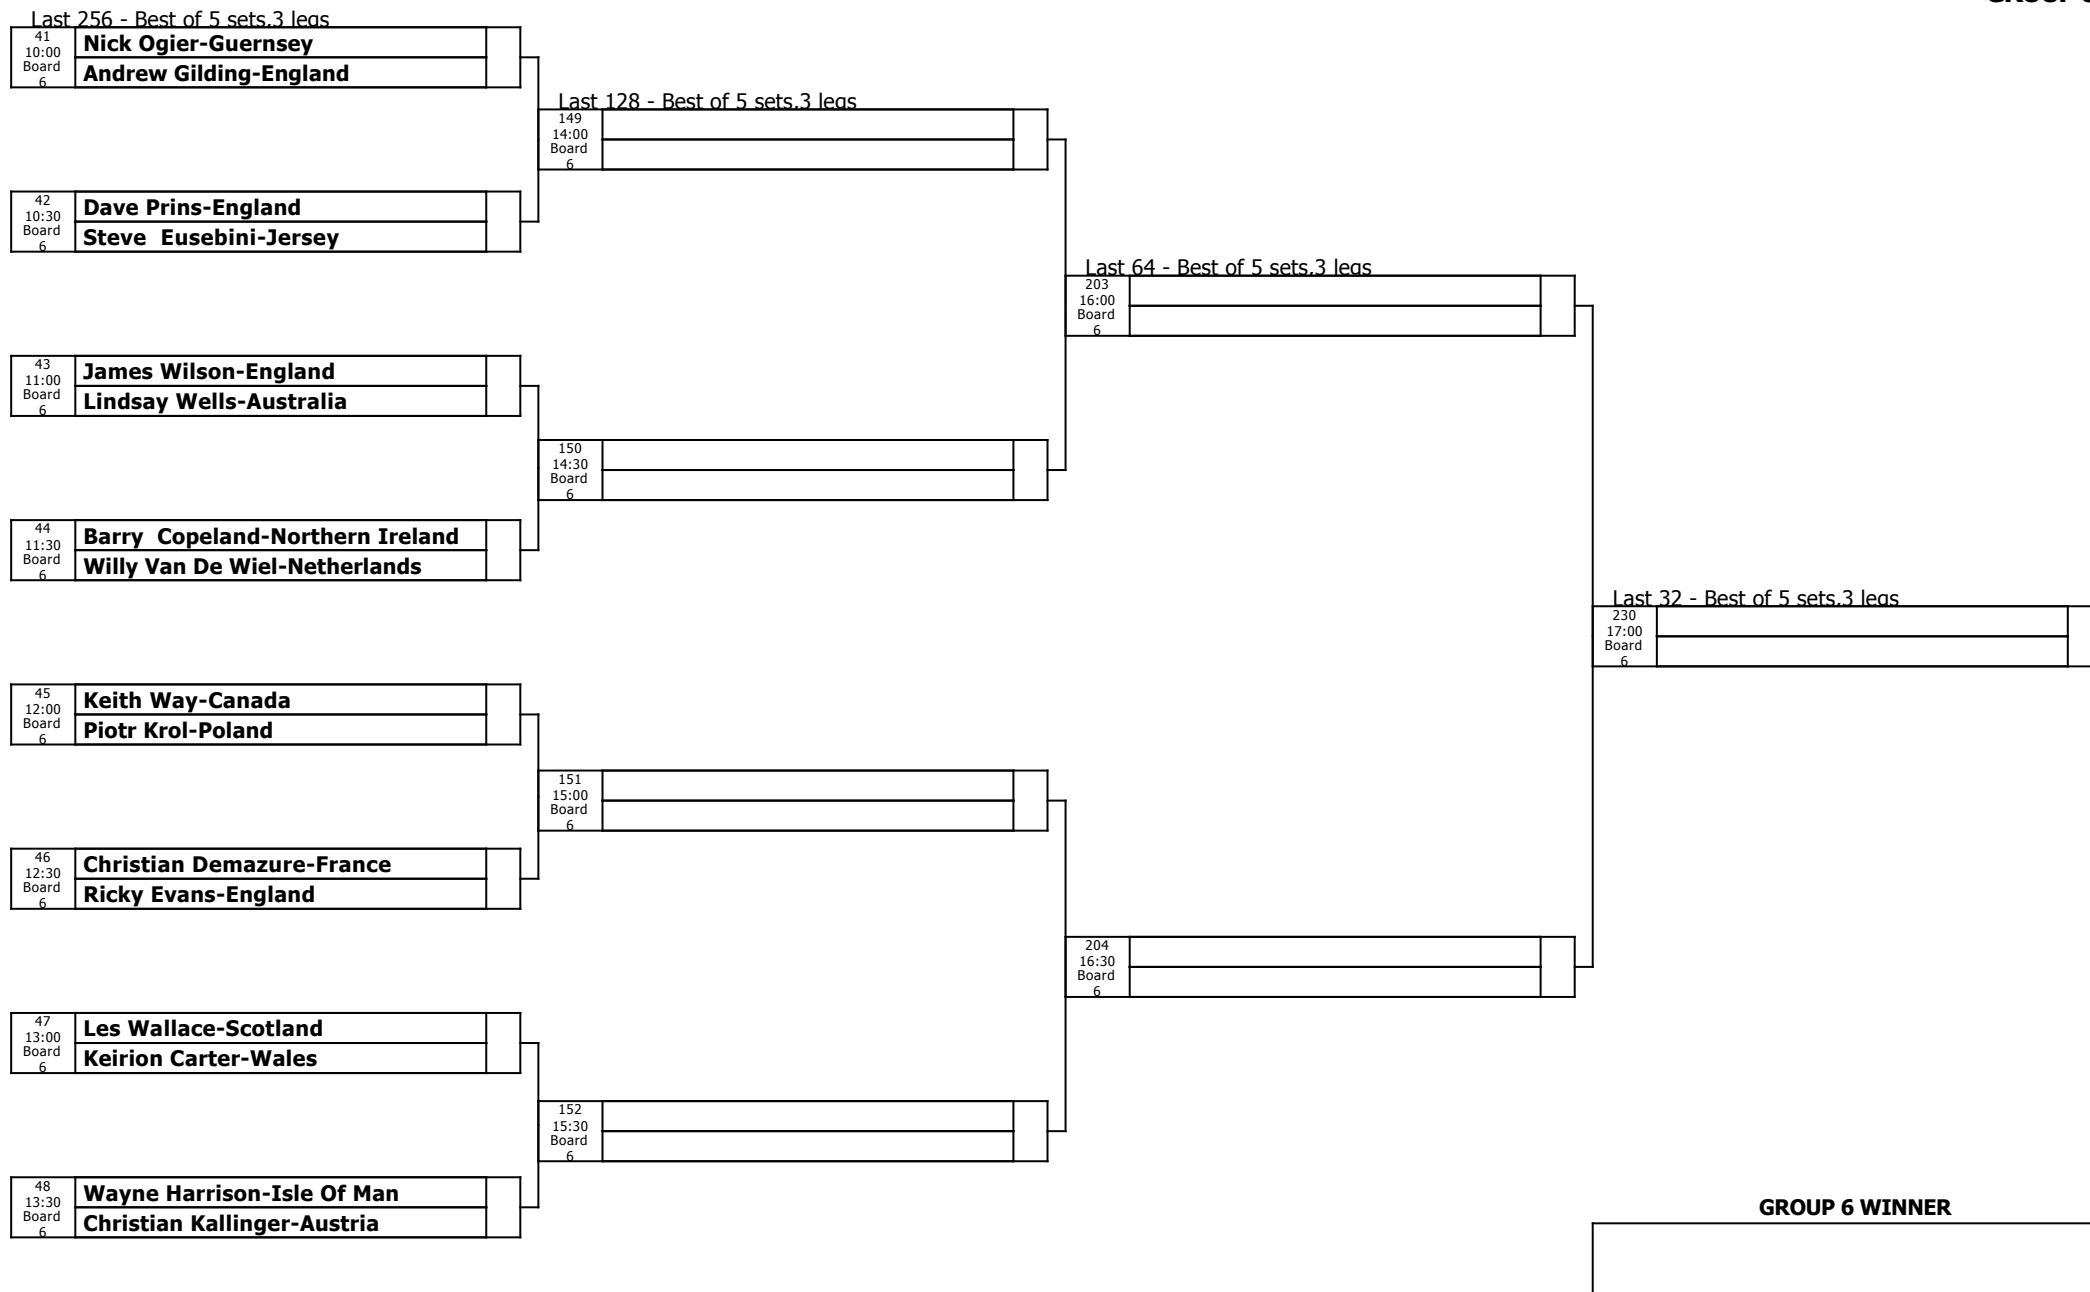 Last 256 - Best of 5 sets,3 legs
41
10:00
Board
6
Nick Ogier-Guernsey
Andrew Gilding-England
Last 128 - Best of 5 sets,3 legs
149
14:00
Board
6
42
10:30
Board
6
Dave Prins-England
Steve  Eusebini-Jersey
Last 64 - Best of 5 sets,3 legs
203
16:00
Board
6
43
11:00
Board
6
James Wilson-England
Lindsay Wells-Australia
150
14:30
Board
6
44
11:30
Board
6
Barry  Copeland-Northern Ireland
Willy Van De Wiel-Netherlands
Last 32 - Best of 5 sets,3 legs
230
17:00
Board
6
45
12:00
Board
6
Keith Way-Canada
Piotr Krol-Poland
151
15:00
Board
6
46
12:30
Board
6
Christian Demazure-France
Ricky Evans-England
204
16:30
Board
6
47
13:00
Board
6
Les Wallace-Scotland
Keirion Carter-Wales
152
15:30
Board
6
48
13:30
Board
6
Wayne Harrison-Isle Of Man
Christian Kallinger-Austria
GROUP 6 WINNER